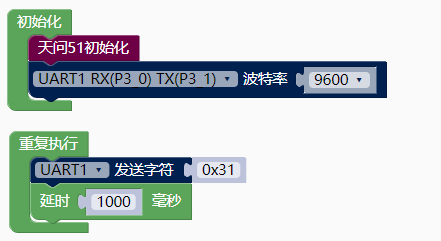 初始化
天问51初始化
UART1 RX(P3_0) TX(P3_1) 波特率 9600
重复执行
UART1 发送字符 0x31
延时 1000 毫秒